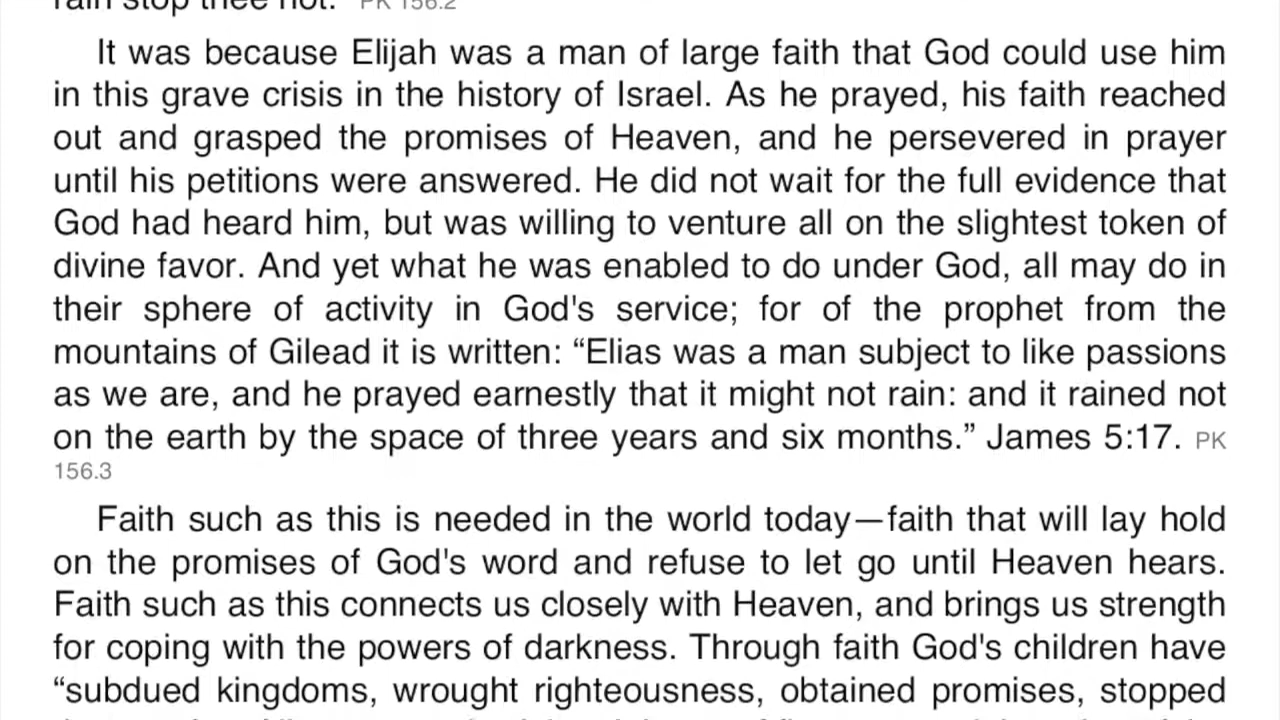 rain stop thee not.” PK 156.2
It was because Elijah was a man of large faith that God could use him
in this grave crisis in the history of Israel. As he prayed, his faith reached
out and grasped the promises of Heaven, and he persevered in prayer
until his petitions were answered. He did not wait for the full evidence that
God had heard him, but was willing to venture all on the slightest token of
divine favor. And yet what he was enabled to do under God, all may do in
their sphere of activity in God's service; for of the prophet from the
mountains of Gilead it is written: “Elias was a man subject to like passions
as we are, and he prayed earnestly that it might not rain: and it rained not
on the earth by the space of three years and six months.” James 5:17. PK
156.3
Faith such as this is needed in the world today—faith that will lay hold
on the promises of God's word and refuse to let go until Heaven hears.
Faith such as this connects us closely with Heaven, and brings us strength
for coping with the powers of darkness. Through faith God's children have
“subdued kingdoms, wrought righteousness, obtained promises, stopped